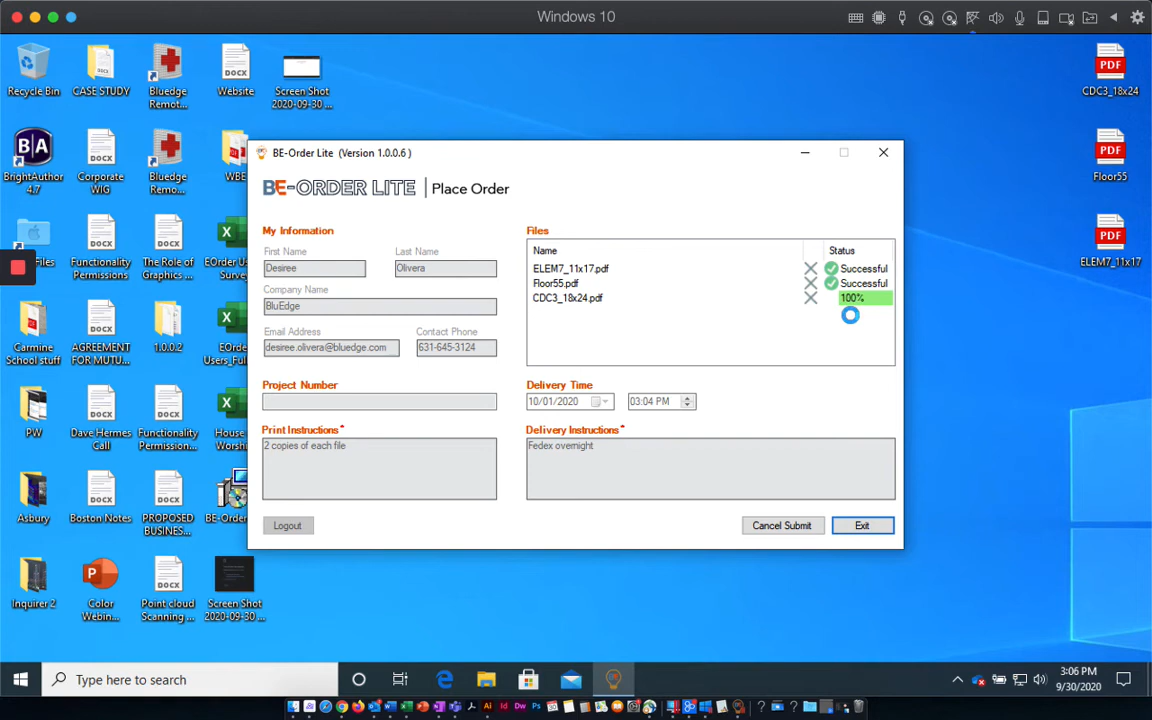 Windows 10
Recycle Bin
CASE STUDY
Bluedge
Remot...
Website
Screen Shot
2020-09-30 ...
PDF
CDC3_18x24
DOCX
BrightAuthor
4.7
Corporate
WIG
Bluedge
Remo...
WBE
PDF
Floor55
BE-Order Lite (Version 1.0.0.6 )
BE-ORDER LITE | Place Order
My Information
First Name
Last Name
Desiree
Olivera
Company Name
BluEdge
Email Address
Contact Phone
desiree.olivera@bluedge.com
631-645-3124
Project Number
Print Instructions*
2 copies of each file
Logout
Files
Name
Status
ELEM7_11x17.pdf
Successful
Floor55.pdf
Successful
CDC3_18x24.pdf
100%
Delivery Time
10/01/2020
03:04 PM
Delivery Instructions*
Fedex overnight
Cancel Submit
Exit
Files
Functionality
Permissions
The Role of
Graphics ...
EOrder Us
Surve
PDF
ELEM7_11x17
Carmine
School stuff
AGREEMENT
FOR MUTU...
1.0.0.2
EOrde
Users_Full
PW
Dave Hermes
Call
Functionality
Permission...
House
Worshi
Asbury
Boston Notes
PROPOSED
BUSINES...
BE-Order
Inquirer 2
Color
Webin...
Point cloud
Scanning ...
Screen Shot
2020-09-30 ...
Type here to search
3:06 PM
9/30/2020